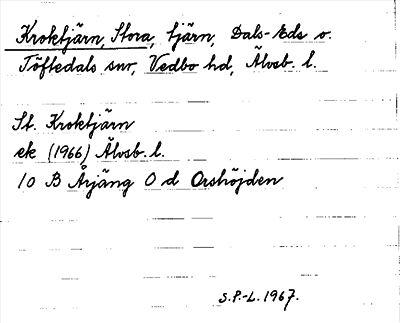 Kroktjärn, Stora, tjärn, Dals-Eds o.
Töftedals snr, Vedbo hd, Älvsb. l.
St. Kroktjärn
ek (1966) Älvsb. l.
10 B Årjäng O d Orshöjden
S.P.-L. 1967.